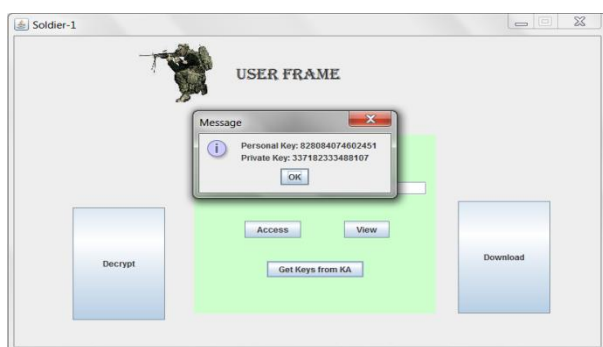 Soldier-1
USER FRAME
Message
Personal Key: 828084074602451
Private Key: 337182333488107
OK
Access View
Decrypt
Download
Get Keys from KA